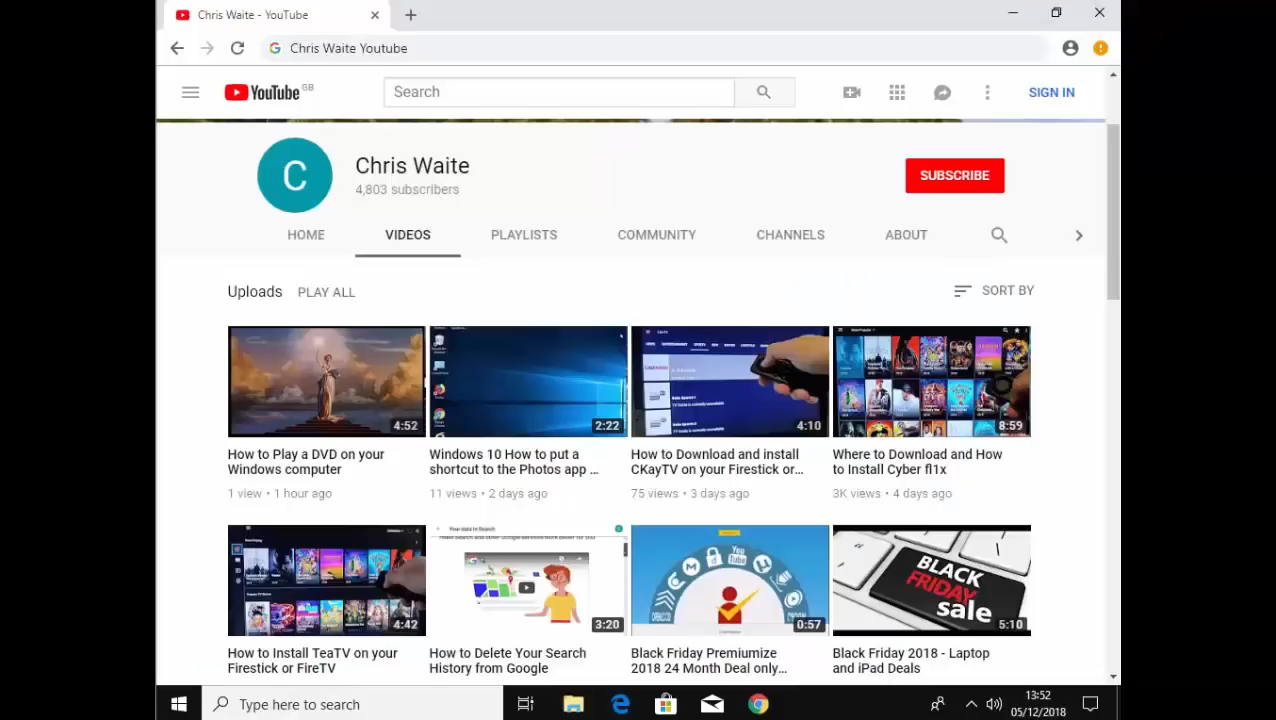 Chris Waite - YouTube
Chris Waite Youtube
YouTube GB
Search
SIGN IN
Chris Waite
4,803 subscribers
SUBSCRIBE
HOME
VIDEOS
PLAYLISTS
COMMUNITY
CHANNELS
ABOUT
Uploads
PLAY ALL
SORT BY
4:52
2:22
4:10
8:59
How to Play a DVD on your
Windows computer
1 view • 1 hour ago
Windows 10 How to put a
shortcut to the Photos app ...
11 views • 2 days ago
How to Download and install
CKayTV on your Firestick or...
75 views • 3 days ago
Where to Download and How
to Install Cyber fl1x
3K views • 4 days ago
4:42
Your data in Search
3:20
You
Tube
0:57
BLACK
FRIDAY
sale
5:10
How to Install TeaTV on your
Firestick or FireTV
How to Delete Your Search
History from Google
Black Friday Premiumize
2018 24 Month Deal only...
Black Friday 2018 - Laptop
and iPad Deals
Type here to search
13:52
05/12/2018